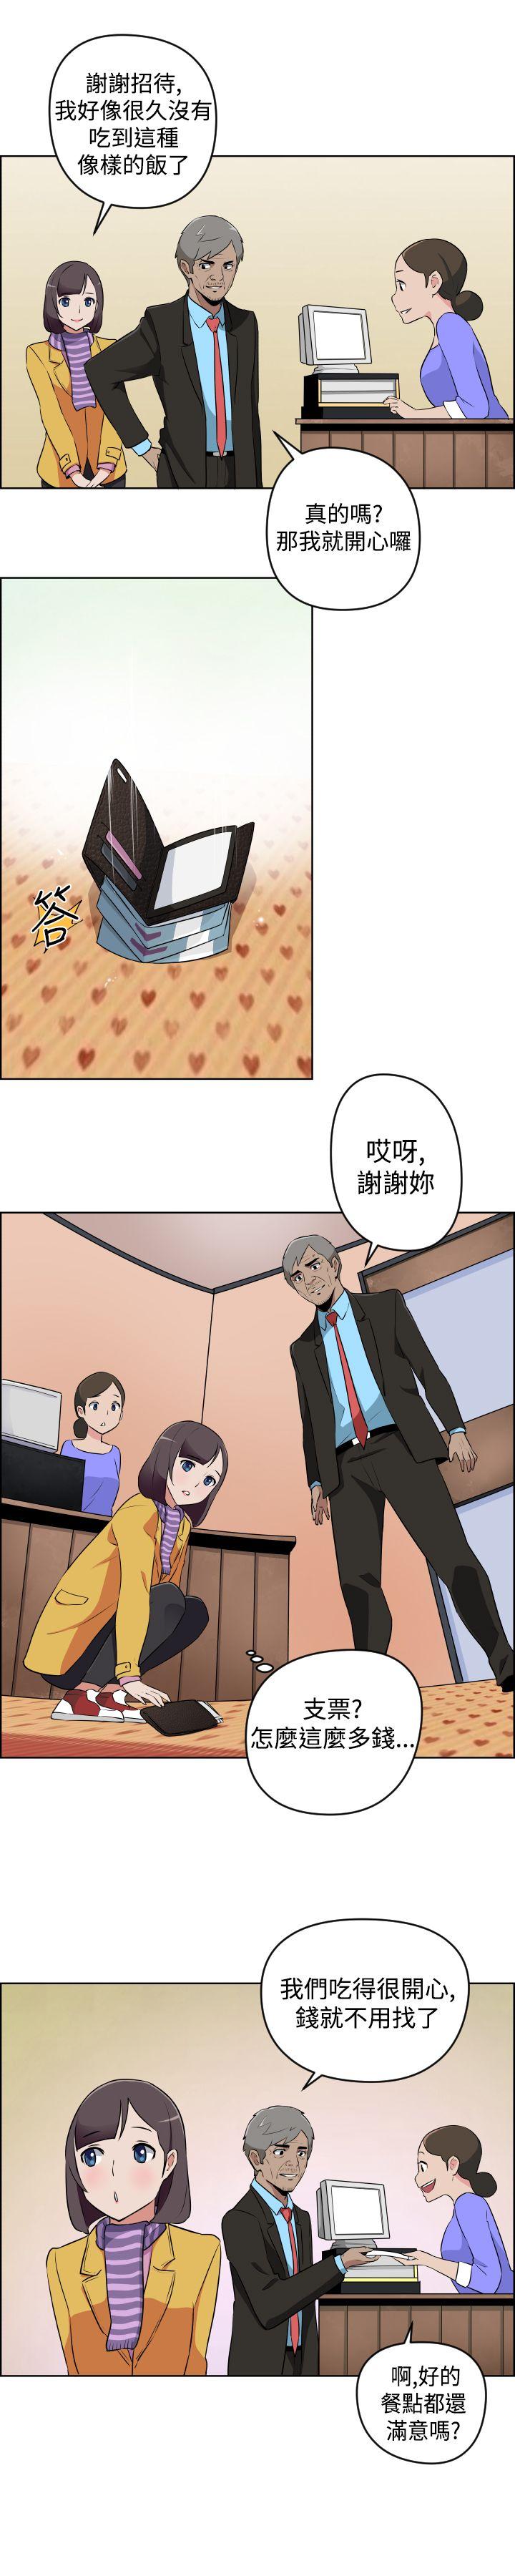 謝謝招待,
我好像很久沒有
吃到這種
像樣的飯了
真的嗎?
那我就開心囉
答
哎呀,
謝謝妳
支票?
怎麼這麼多錢...
我們吃得很開心,
錢就不用找了
啊,好的
餐點都還
滿意嗎?